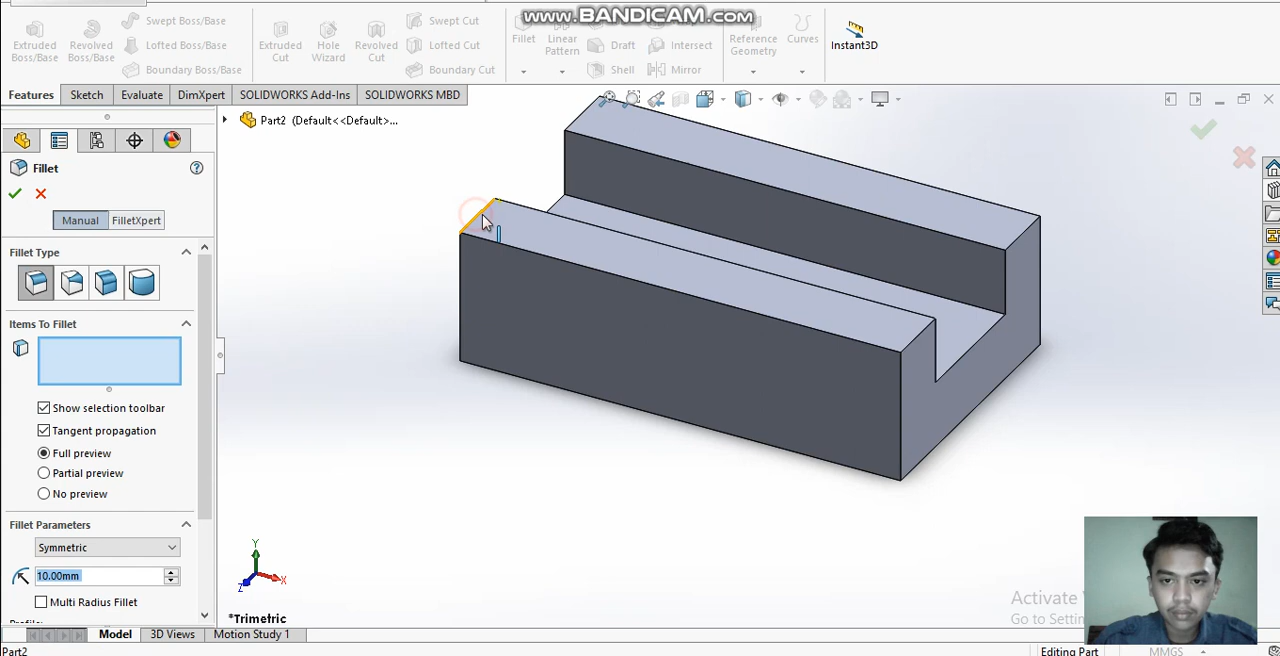 www.BANDICAM.com
Extruded Boss/Base
Revolved Boss/Base
Swept Boss/Base
Lofted Boss/Base
Boundary Boss/Base
Extruded Cut
Hole Wizard
Revolved Cut
Swept Cut
Lofted Cut
Boundary Cut
Fillet
Linear Pattern
Draft
Shell
Intersect
Mirror
Reference Geometry
Curves
Instant3D
Features Sketch Evaluate DimXpert SOLIDWORKS Add-Ins SOLIDWORKS MBD
Part2 (Default<<Default>...
Fillet
Manual FilletXpert
Fillet Type
Items To Fillet
Show selection toolbar
Tangent propagation
Full preview
Partial preview
No preview
Fillet Parameters
Symmetric
10.00mm
Multi Radius Fillet
Y
X
Z
*Trimetric
Activate
Go to
Model 3D Views Motion Study 1
Part2
Editing Part
MMGS